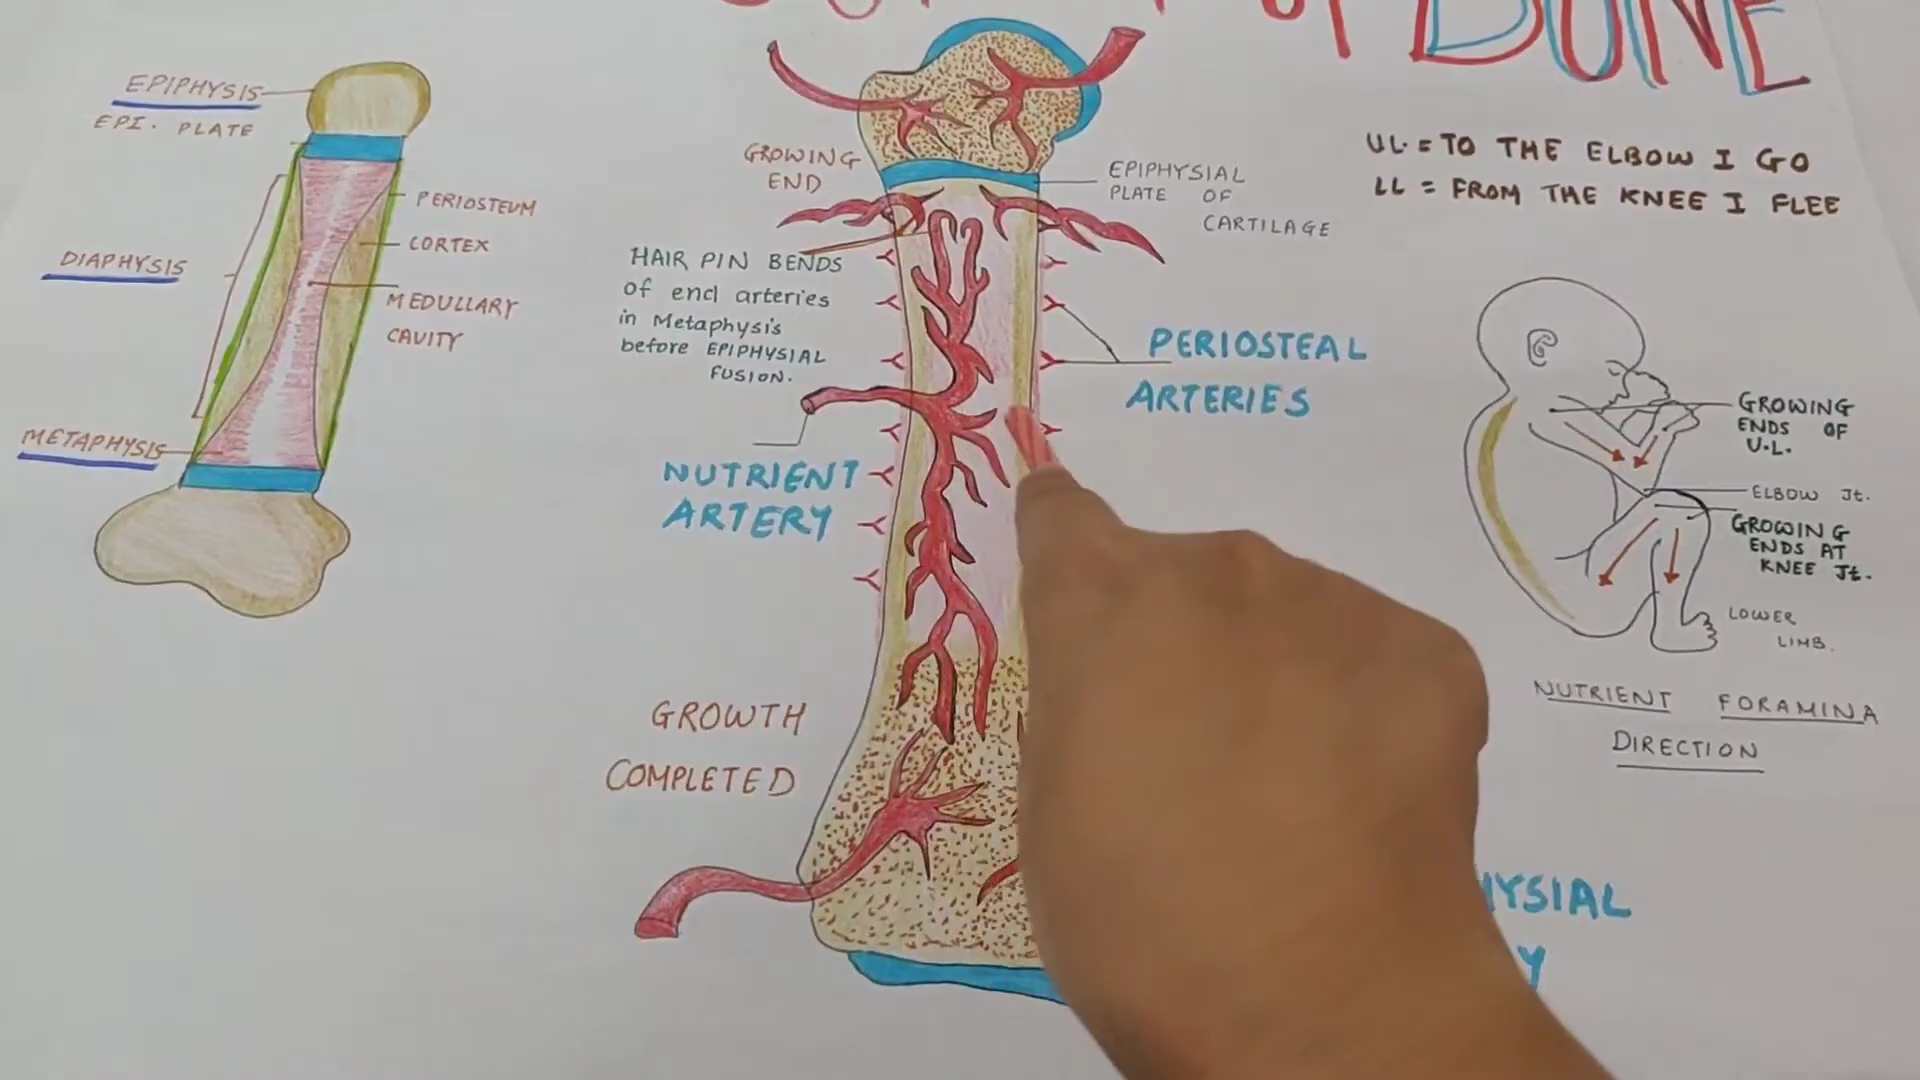 OF BONE
EPIPHYSIS
EPI. PLATE
PERIOSTEUM
CORTEX
DIAPHYSIS
MEDULLARY
CAVITY
METAPHYSIS
GROWING
END
EPIPHYSIAL
PLATE OF
CARTILAGE
HAIR PIN BENDS
of end arteries
in Metaphysis
before EPIPHYSIAL
FUSION.
PERIOSTEAL
ARTERIES
NUTRIENT
ARTERY
GROWTH
COMPLETED
UL = TO THE ELBOW I GO
LL = FROM THE KNEE I FLEE
GROWING
ENDS OF
U.L.
ELBOW Jt.
GROWING
ENDS AT
KNEE Jt.
LOWER
LIMB.
NUTRIENT FORAMINA
DIRECTION